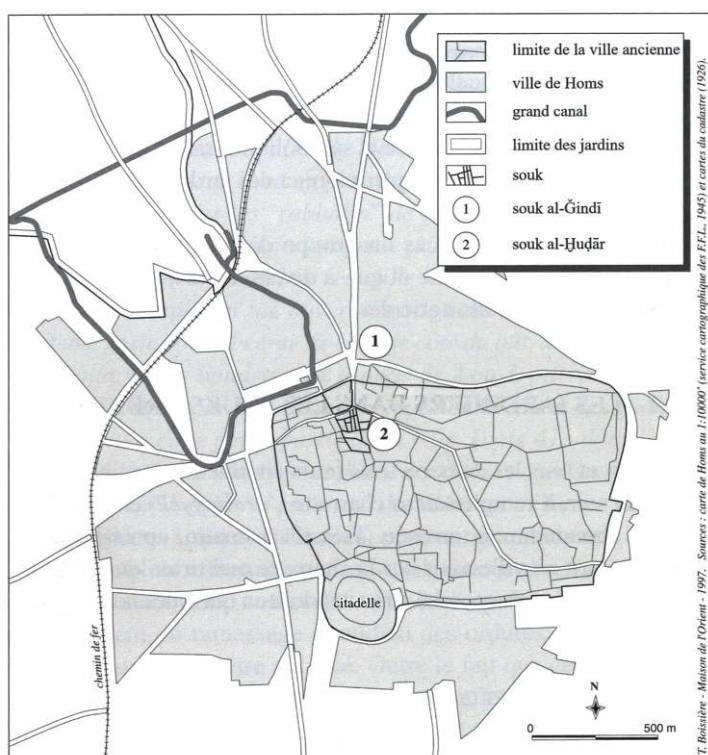 limite de la ville ancienne
ville de Homs
grand canal
limite des jardins
souk
1 souk al-Ǧindī
2 souk al-Ḫuḍār
1
2
citadelle
chemin de fer
N
0 500 m
T. Boissière - Maison de l'Orient - 1997. Sources : carte de Homs au 1:10000" (service cartographique des F.F.L., 1945) et cartes du cadastre (1926).